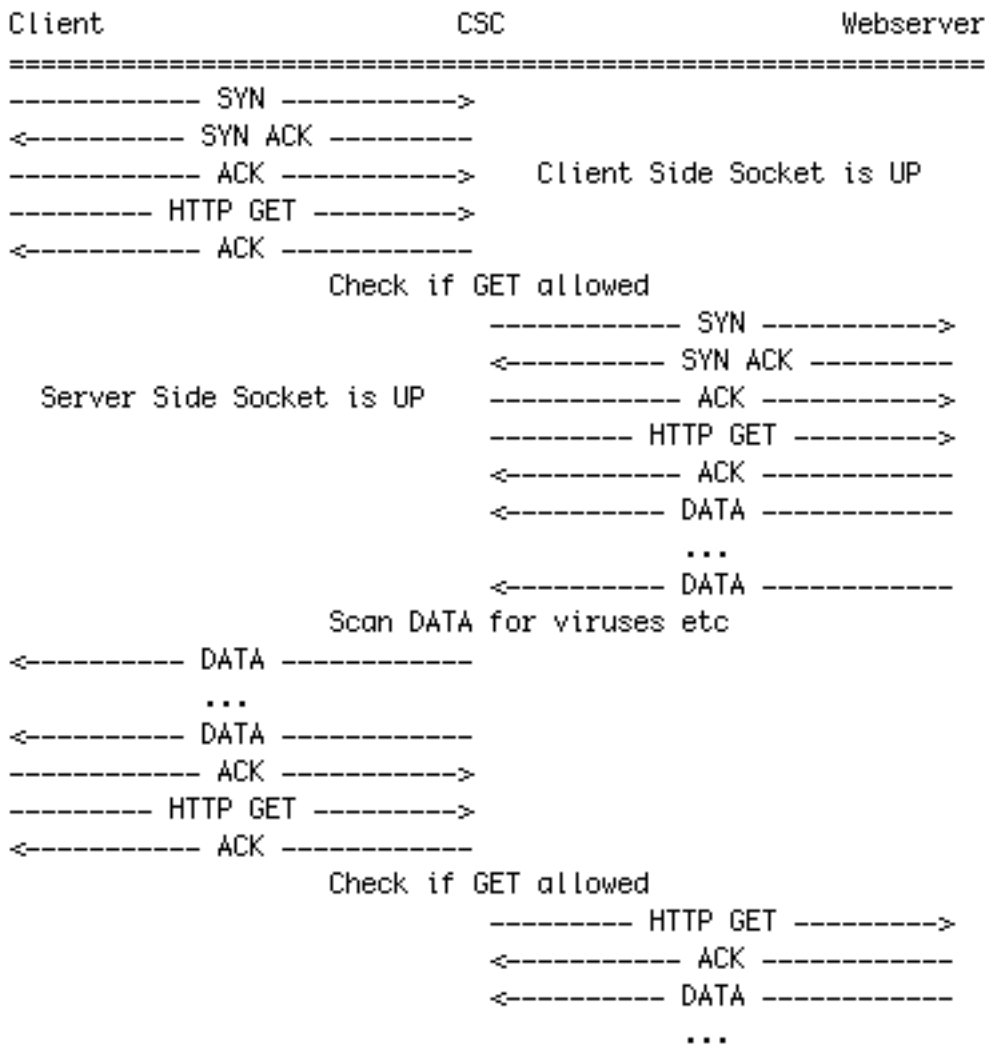 Client CSC Webserver
=============================================================
------------ SYN ----------->
<---------- SYN ACK ---------
------------ ACK -----------> Client Side Socket is UP
--------- HTTP GET --------->
<----------- ACK ------------
Check if GET allowed
------------ SYN ----------->
<---------- SYN ACK ---------
Server Side Socket is UP ------------ ACK ----------->
--------- HTTP GET --------->
<----------- ACK ------------
<---------- DATA ------------
...
<---------- DATA ------------
Scan DATA for viruses etc
<---------- DATA ------------
...
<---------- DATA ------------
------------ ACK ----------->
--------- HTTP GET --------->
<----------- ACK ------------
Check if GET allowed
--------- HTTP GET --------->
<----------- ACK ------------
<---------- DATA ------------
...